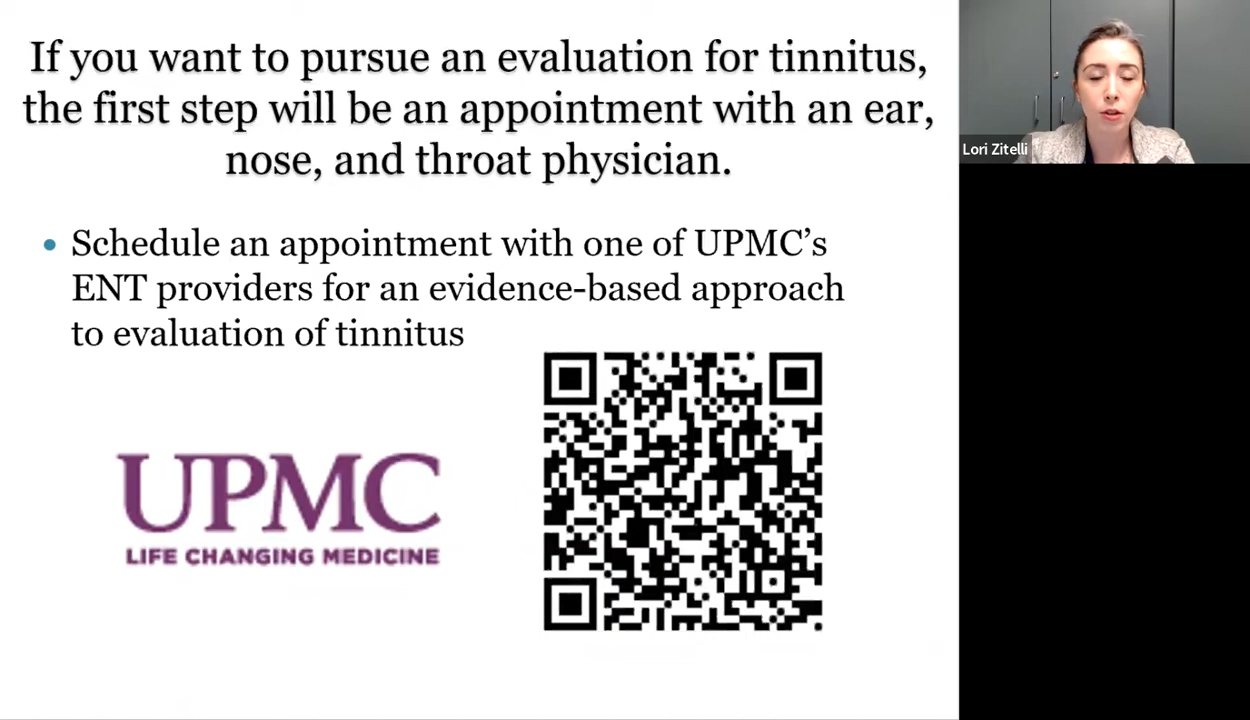 If you want to pursue an evaluation for tinnitus,
the first step will be an appointment with an ear,
nose, and throat physician.
• Schedule an appointment with one of UPMC's
ENT providers for an evidence-based approach
to evaluation of tinnitus
UPMC
LIFE CHANGING MEDICINE
Lori Zitelli